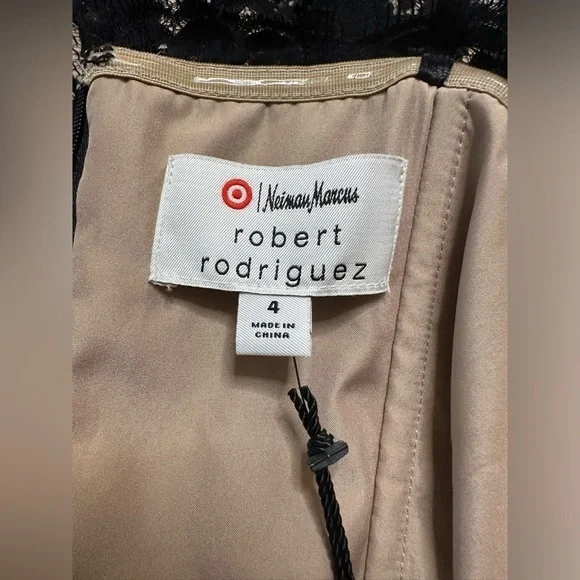 | Neiman Marcus
robert
rodriguez
4
MADE IN
CHINA